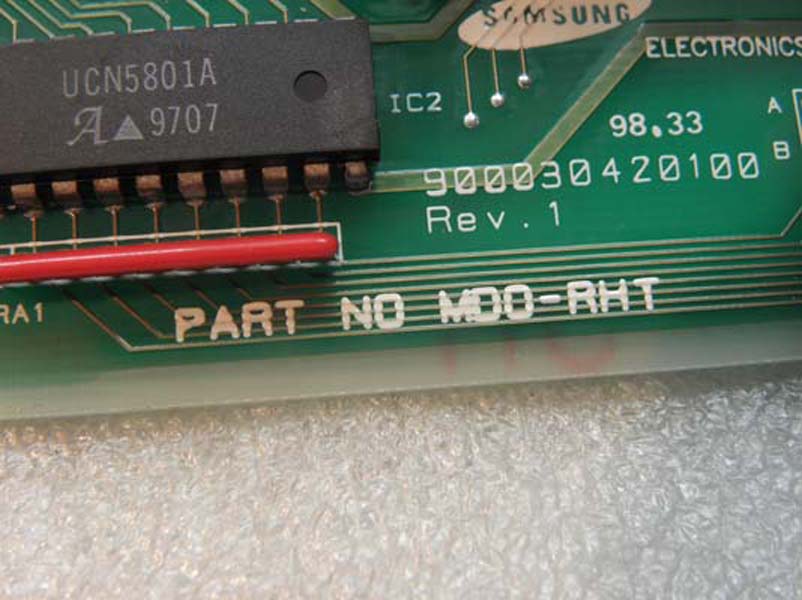 SAMSUNG
ELECTRONICS
UCN5801A
A 9707
IC2
98.33
A
B
900030420100
Rev.1
RA1
PART NO MDO-RHT